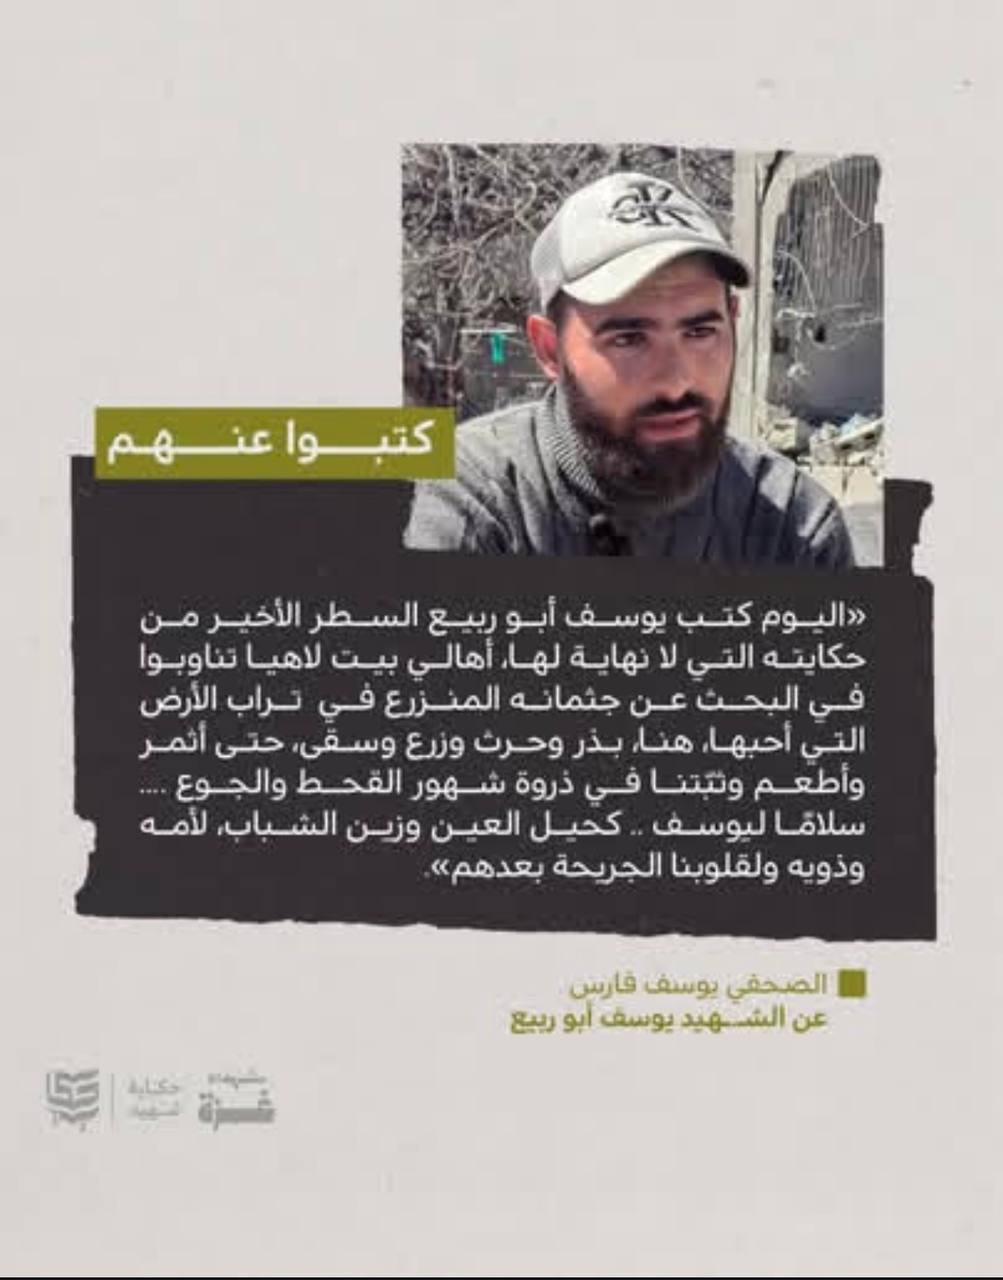 كتبوا عنهم
«اليوم كتب يوسف أبو ربيع السطر الأخير من
حكايته التي لا نهاية لها، أهالي بيت لاهيا تناوبوا
في البحث عن جثمانه المنزرع في تراب الأرض
التي أحبها، هنا، بذر وحرث وزرع وسقى، حتى أثمر
وأطعم وثبّتنا في ذروة شهور القحط والجوع ....
سلامًا ليوسف .. كحيل العين وزين الشباب، لأمه
وذويه ولقلوبنا الجريحة بعدهم».
الصحفي يوسف فارس
عن الشهيد يوسف أبو ربيع
شهداء
غزة
حكاية
شهيد